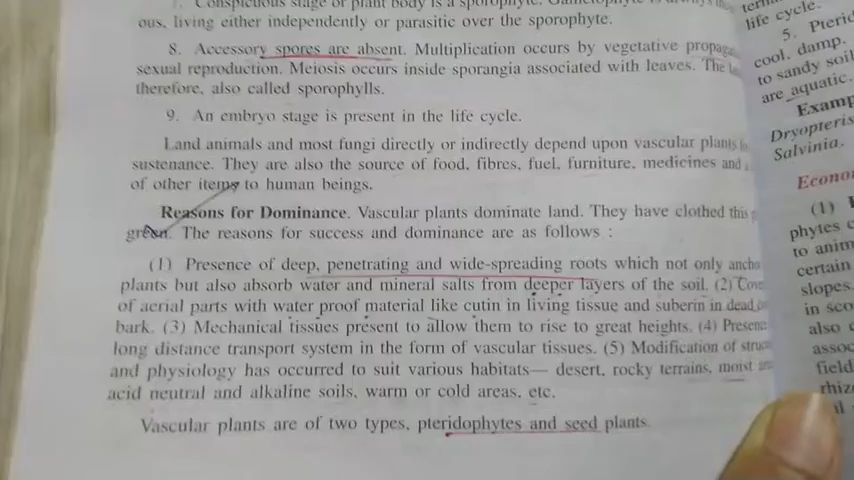 7. Conspicuous stage or plant body is a sporophyte.
ous, living either independently or parasitic over the sporophyte.
8. Accessory spores are absent. Multiplication occurs by vegetative
sexual reproduction. Meiosis occurs inside sporangia associated with leaves. The
therefore, also called sporophylls.
9. An embryo stage is present in the life cycle.
Land animals and most fungi directly or indirectly depend upon vascular plants
sustenance. They are also the source of food, fibres, fuel, furniture, medicines and
of other items to human beings.
Reasons for Dominance. Vascular plants dominate land. They have clothed this
green. The reasons for success and dominance are as follows :
(1) Presence of deep, penetrating and wide-spreading roots which not only
plants but also absorb water and mineral salts from deeper layers of the soil. (2)
of aerial parts with water proof material like cutin in living tissue and suberin in dead
bark. (3) Mechanical tissues present to allow them to rise to great heights. (4)
long distance transport system in the form of vascular tissues. (5) Modification of
and physiology has occurred to suit various habitats— desert, rocky terrains, moist
acid neutral and alkaline soils, warm or cold areas, etc.
Vascular plants are of two types, pteridophytes and seed plants.
life cycle.
5.
cool, damp.
to sandy soil
are aquatic.
Dryopteris
Salvinia.
(1)
phytes
to anim
certain
slopes.
in
also
assoc
field
rhiz